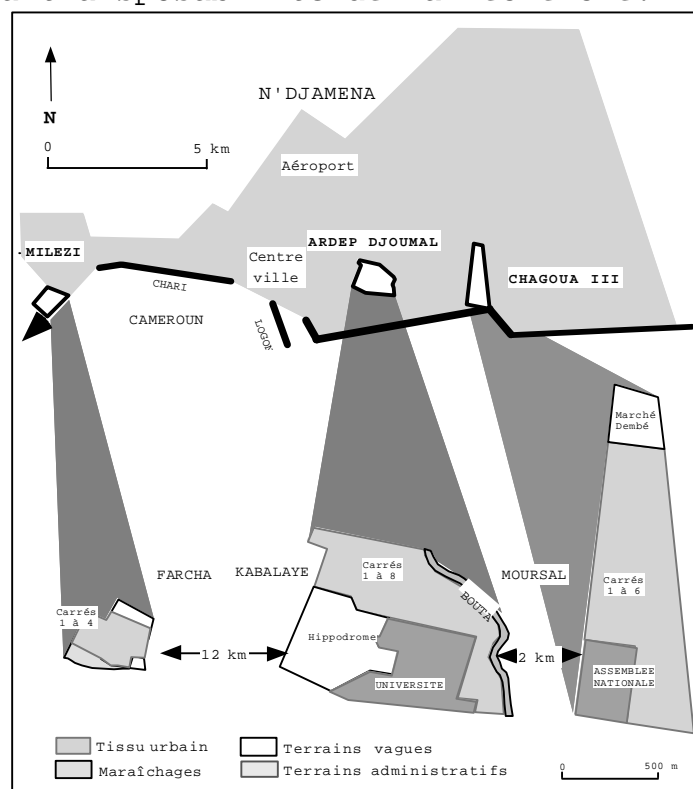 N'DJAMENA
N
0 5 km
Aéroport
MILEZI
ARDEP DJOUMAL
Centre
ville
CHAGOUA III
CHARI
CAMEROUN
LOGON
Marché
Dembé
FARCHA
KABALAYE
Carrés
1 à 8
MOURSAL
Carrés
1 à 6
BOUTA
Carrés
1 à 4
Hippodrome
12 km
2 km
UNIVERSITE
ASSEMBLEE
NATIONALE
Tissu urbain
Terrains vagues
Maraîchages
Terrains administratifs
0 500 m